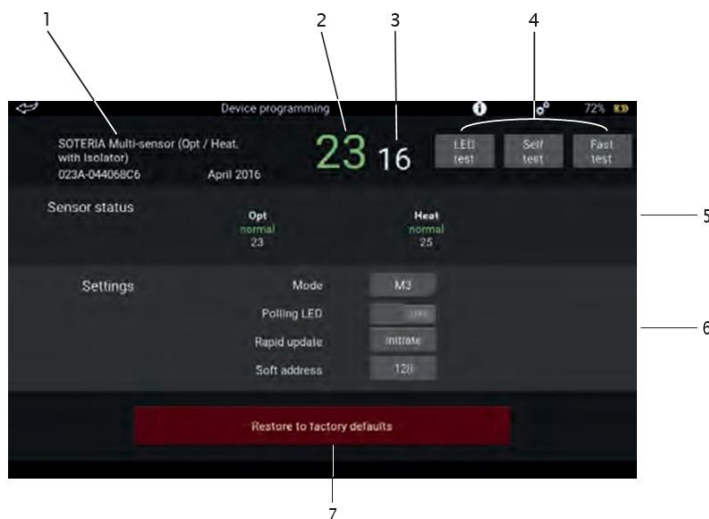 1 2 3 4
Device programming 72%
SOTERIA Multi-sensor (Opt / Heat,
with Isolator)
023A-044068C6 April 2016
23 16
LED test Self test Fast test
Sensor status
Opt Heat
normal normal
23 25
5
Settings
Mode M3
Polling LED
6
Rapid update Initiate
Soft address 128
Restore to factory defaults
7